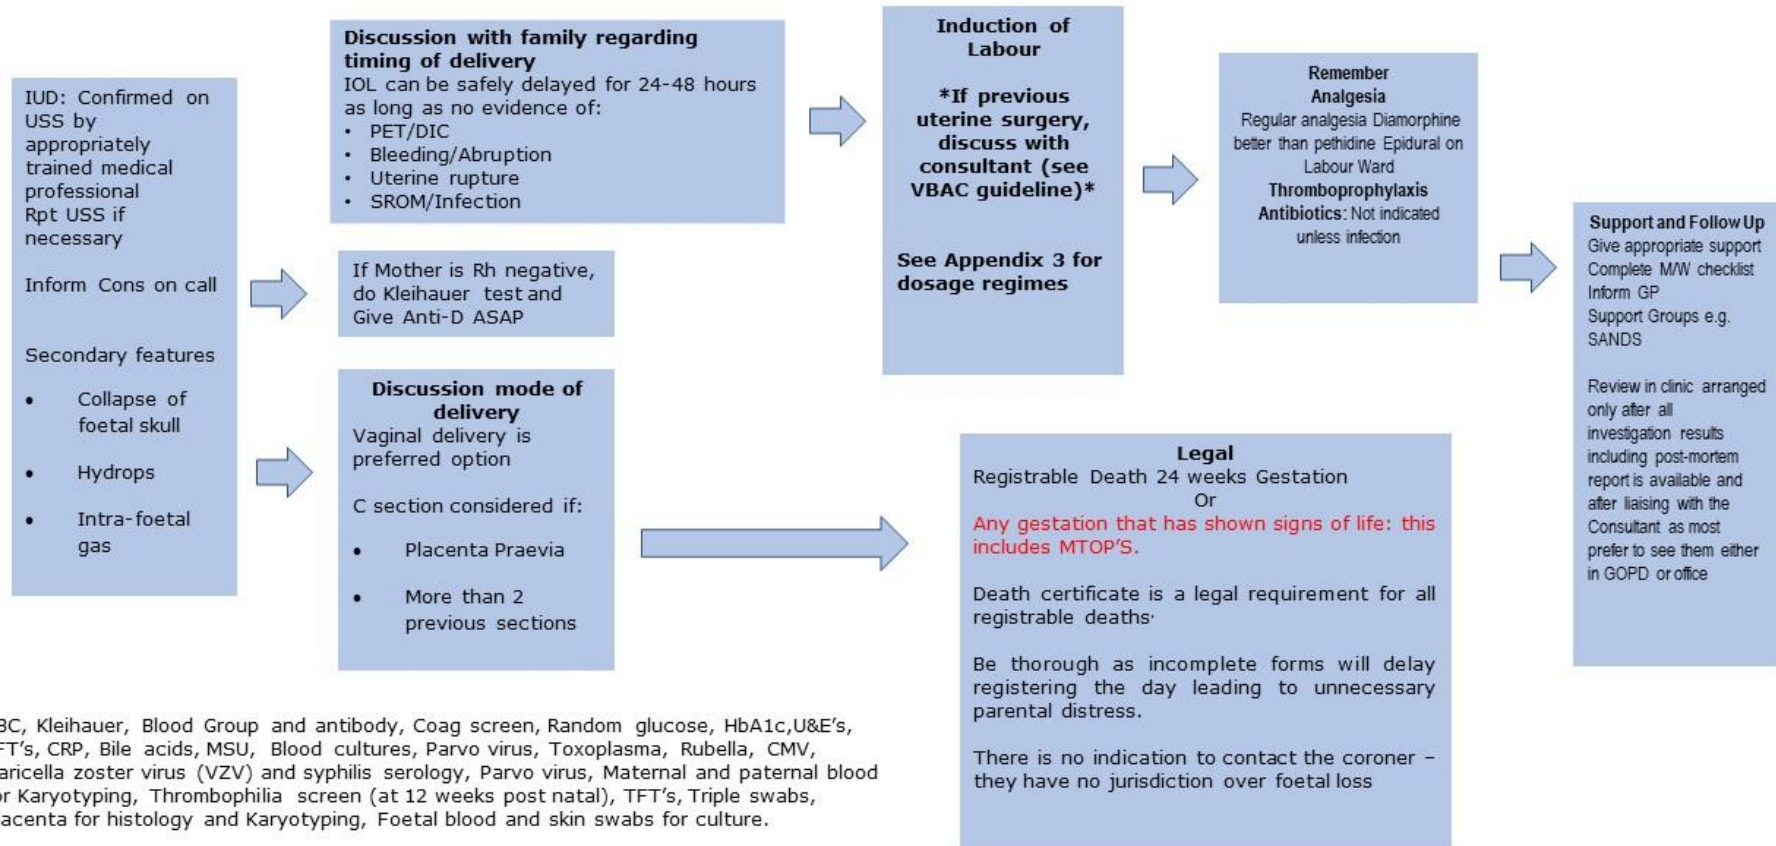 IUD: Confirmed on
USS by
appropriately
trained medical
professional
Rpt USS if
necessary
Inform Cons on call
Secondary features
• Collapse of
foetal skull
• Hydrops
• Intra-foetal
gas
Discussion with family regarding
timing of delivery
IOL can be safely delayed for 24-48 hours
as long as no evidence of:
• PET/DIC
• Bleeding/Abruption
• Uterine rupture
• SROM/Infection
If Mother is Rh negative,
do Kleihauer test and
Give Anti-D ASAP
Discussion mode of
delivery
Vaginal delivery is
preferred option
C section considered if:
• Placenta Praevia
• More than 2
previous sections
Induction of
Labour
*If previous
uterine surgery,
discuss with
consultant (see
VBAC guideline)*
See Appendix 3 for
dosage regimes
Remember
Analgesia
Regular analgesia Diamorphine
better than pethidine Epidural on
Labour Ward
Thromboprophylaxis
Antibiotics: Not indicated
unless infection
Support and Follow Up
Give appropriate support
Complete M/W checklist
Inform GP
Support Groups e.g.
SANDS
Review in clinic arranged
only after all
investigation results
including post-mortem
report is available and
after liaising with the
Consultant as most
prefer to see them either
in GOPD or office
Legal
Registrable Death 24 weeks Gestation
Or
Any gestation that has shown signs of life: this
includes MTOP'S.
Death certificate is a legal requirement for all
registrable deaths·
Be thorough as incomplete forms will delay
registering the day leading to unnecessary
parental distress.
There is no indication to contact the coroner –
they have no jurisdiction over foetal loss
BC, Kleihauer, Blood Group and antibody, Coag screen, Random glucose, HbA1c,U&E's,
FT's, CRP, Bile acids, MSU, Blood cultures, Parvo virus, Toxoplasma, Rubella, CMV,
aricella zoster virus (VZV) and syphilis serology, Parvo virus, Maternal and paternal blood
or Karyotyping, Thrombophilia screen (at 12 weeks post natal), TFT's, Triple swabs,
lacenta for histology and Karyotyping, Foetal blood and skin swabs for culture.